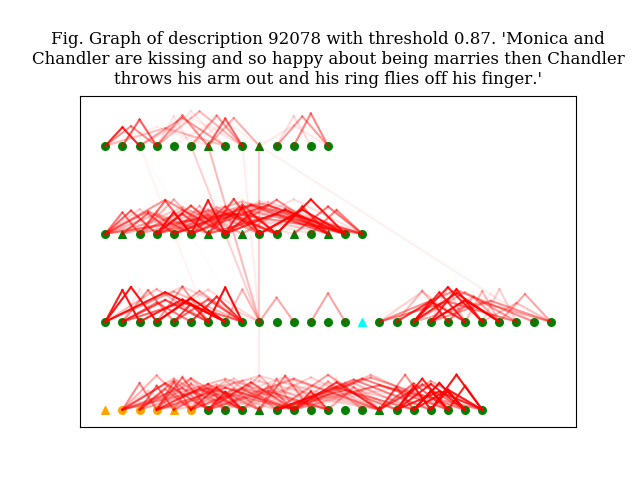 Fig. Graph of description 92078 with threshold 0.87. 'Monica and
Chandler are kissing and so happy about being marries then Chandler
throws his arm out and his ring flies off his finger.'